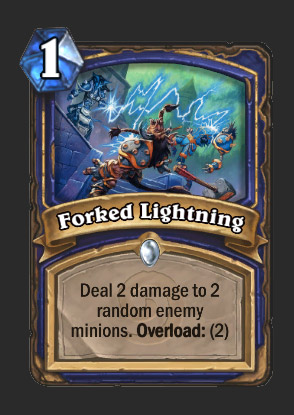 1
Forked Lightning
Deal 2 damage to 2
random enemy
minions. Overload: (2)